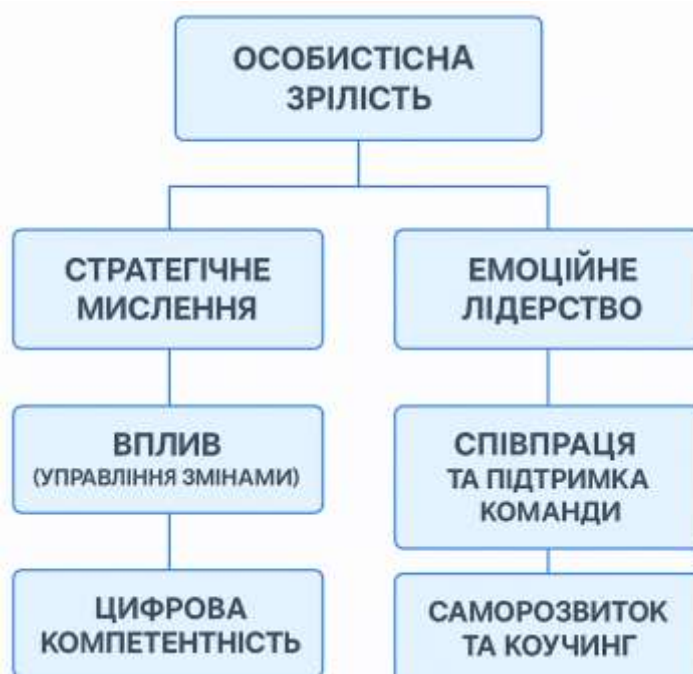 ОСОБИСТІСНА
ЗРІЛІСТЬ
СТРАТЕГІЧНЕ
МИСЛЕННЯ
ЕМОЦІЙНЕ
ЛІДЕРСТВО
ВПЛИВ
(УПРАВЛІННЯ ЗМІНАМИ)
СПІВПРАЦЯ
ТА ПІДТРИМКА
КОМАНДИ
ЦИФРОВА
КОМПЕТЕНТНІСТЬ
САМОРОЗВИТОК
ТА КОУЧИНГ